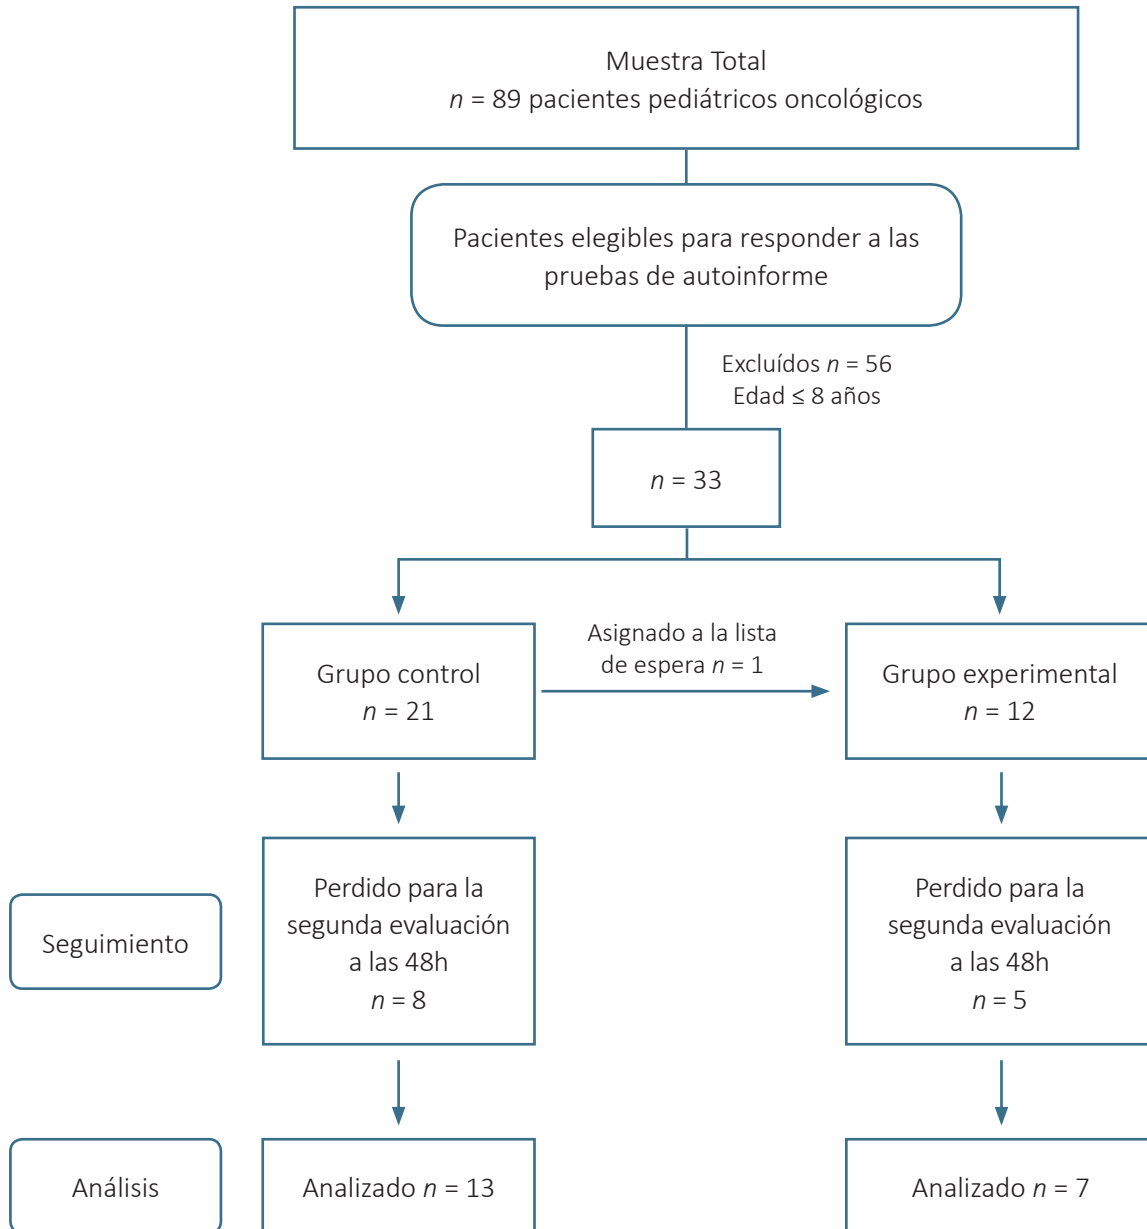 Muestra Total
n = 89 pacientes pediátricos oncológicos
Pacientes elegibles para responder a las
pruebas de autoinforme
Excluídos n = 56
Edad ≤ 8 años
n = 33
Asignado a la lista
de espera n = 1
Grupo control
n = 21
Grupo experimental
n = 12
Seguimiento
Perdido para la
segunda evaluación
a las 48h
n = 8
Perdido para la
segunda evaluación
a las 48h
n = 5
Análisis
Analizado n = 13
Analizado n = 7